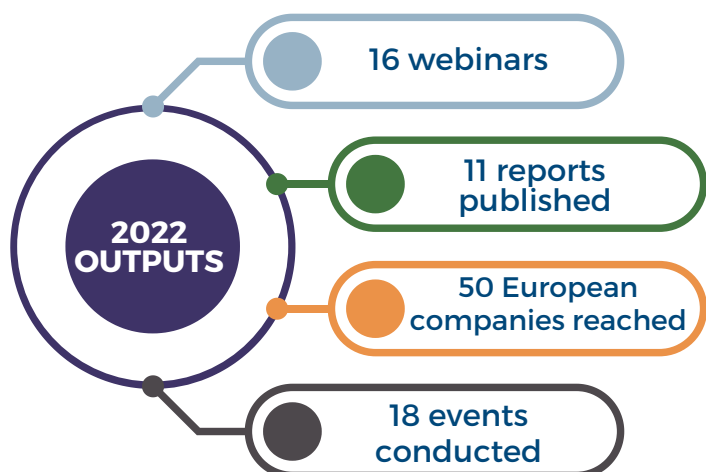 16 webinars
11 reports
published
2022
OUTPUTS
50 European
companies reached
18 events
conducted